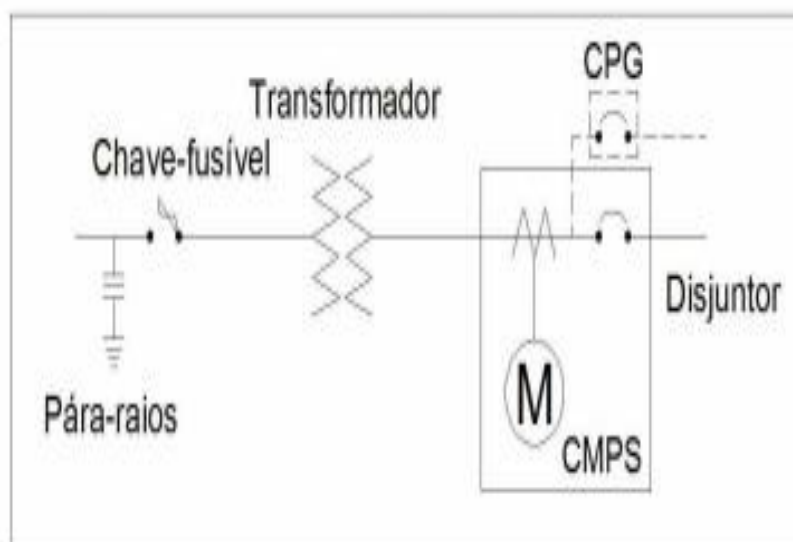 CPG
Transformador
Chave-fusível
Disjuntor
Pára-raios
M
CMPS